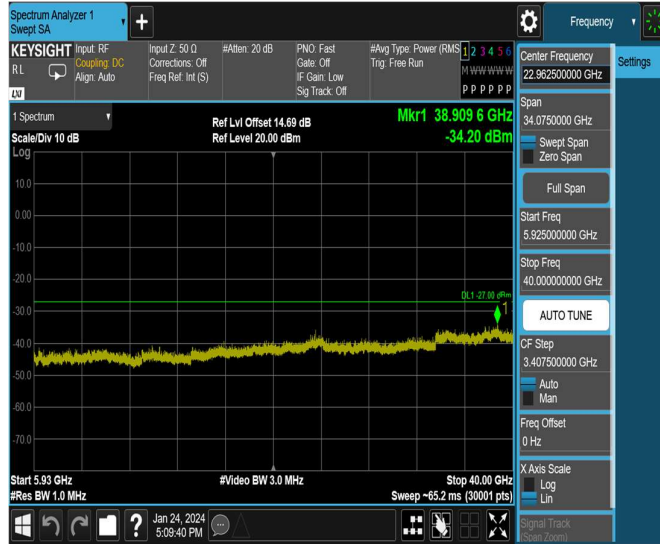 Spectrum Analyzer 1
Swept SA
Frequency
KEYSIGHT
RL
LXI
Input: RF
Coupling: DC
Align: Auto
Input Z: 50 Ω
Corrections: Off
Freq Ref: Int (S)
#Atten: 20 dB
PNO: Fast
Gate: Off
IF Gain: Low
Sig Track: Off
#Avg Type: Power (RMS
Trig: Free Run
1 2 3 4 5 6
M W W W W W
P P P P P P
Center Frequency
22.962500000 GHz
Settings
Span
34.0750000 GHz
Swept Span
Zero Span
Full Span
Start Freq
5.925000000 GHz
Stop Freq
40.000000000 GHz
AUTO TUNE
CF Step
3.407500000 GHz
Auto
Man
Freq Offset
0 Hz
X Axis Scale
Log
Lin
Signal Track
(Span Zoom)
1 Spectrum
Scale/Div 10 dB
Log
Ref Lvl Offset 14.69 dB
Ref Level 20.00 dBm
Mkr1 38.909 6 GHz
-34.20 dBm
10.0
0.00
-10.0
-20.0
-30.0
-40.0
-50.0
-60.0
-70.0
DL1 -27.00 dBm
1
Start 5.93 GHz
#Res BW 1.0 MHz
#Video BW 3.0 MHz
Stop 40.00 GHz
Sweep ~65.2 ms (30001 pts)
?
Jan 24, 2024
5:09:40 PM